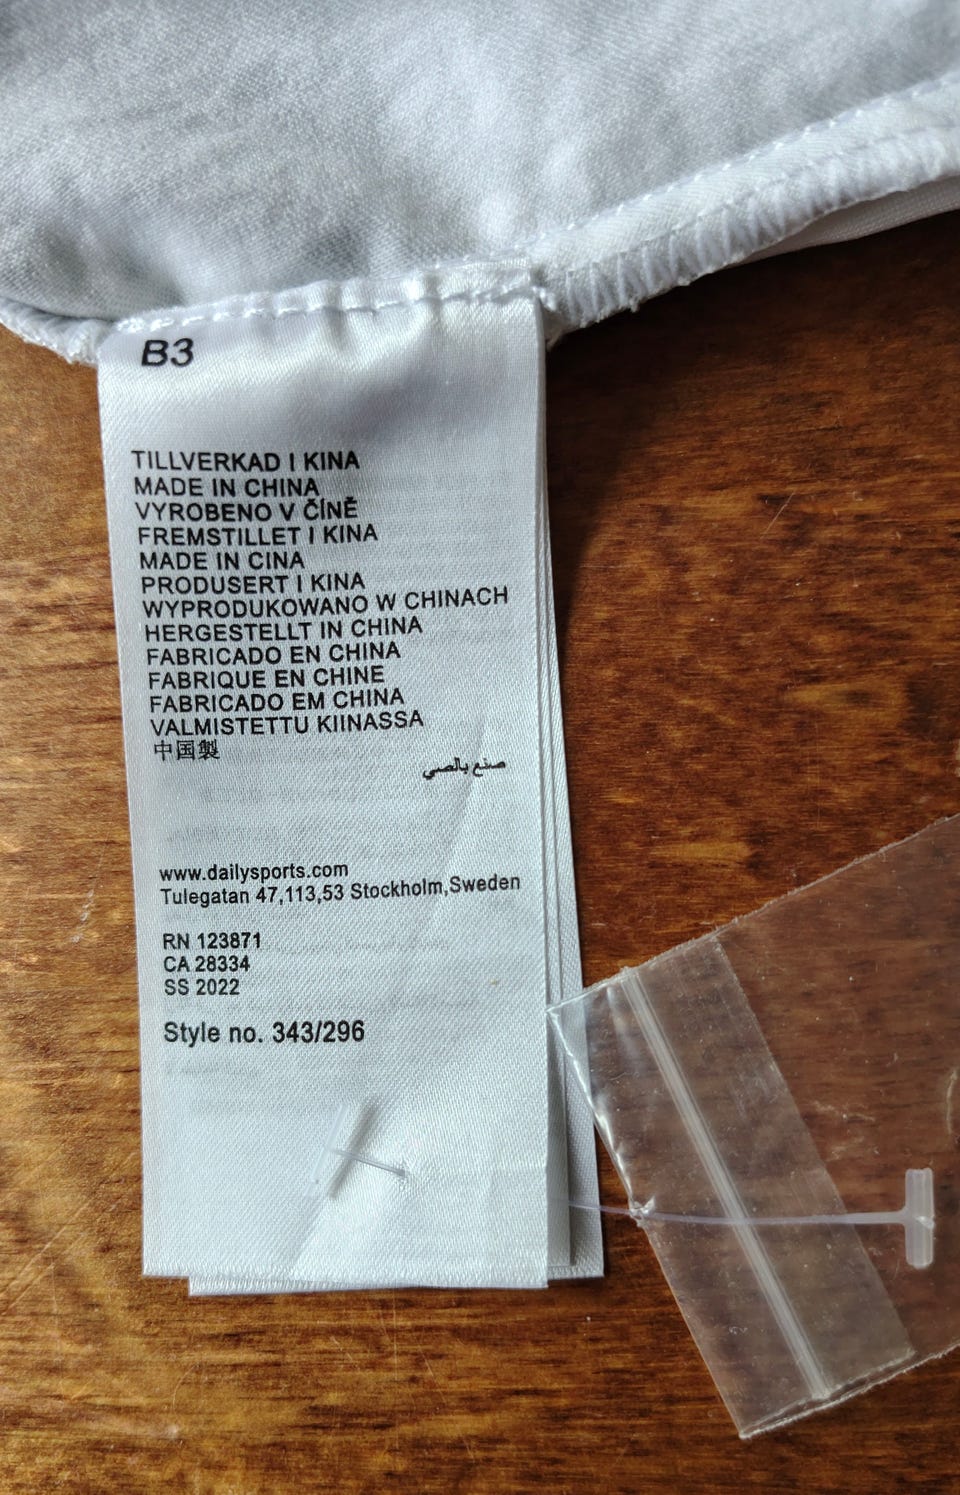 B3
TILLVERKAD I KINA
MADE IN CHINA
VYROBENO V ČÍNĚ
FREMSTILLET I KINA
MADE IN CINA
PRODUSERT I KINA
WYPRODUKOWANO W CHINACH
HERGESTELLT IN CHINA
FABRICADO EN CHINA
FABRIQUE EN CHINE
FABRICADO EM CHINA
VALMISTETTU KIINASSA
中国製
صنع بالصي
www.dailysports.com
Tulegatan 47,113,53 Stockholm,Sweden
RN 123871
CA 28334
SS 2022
Style no. 343/296